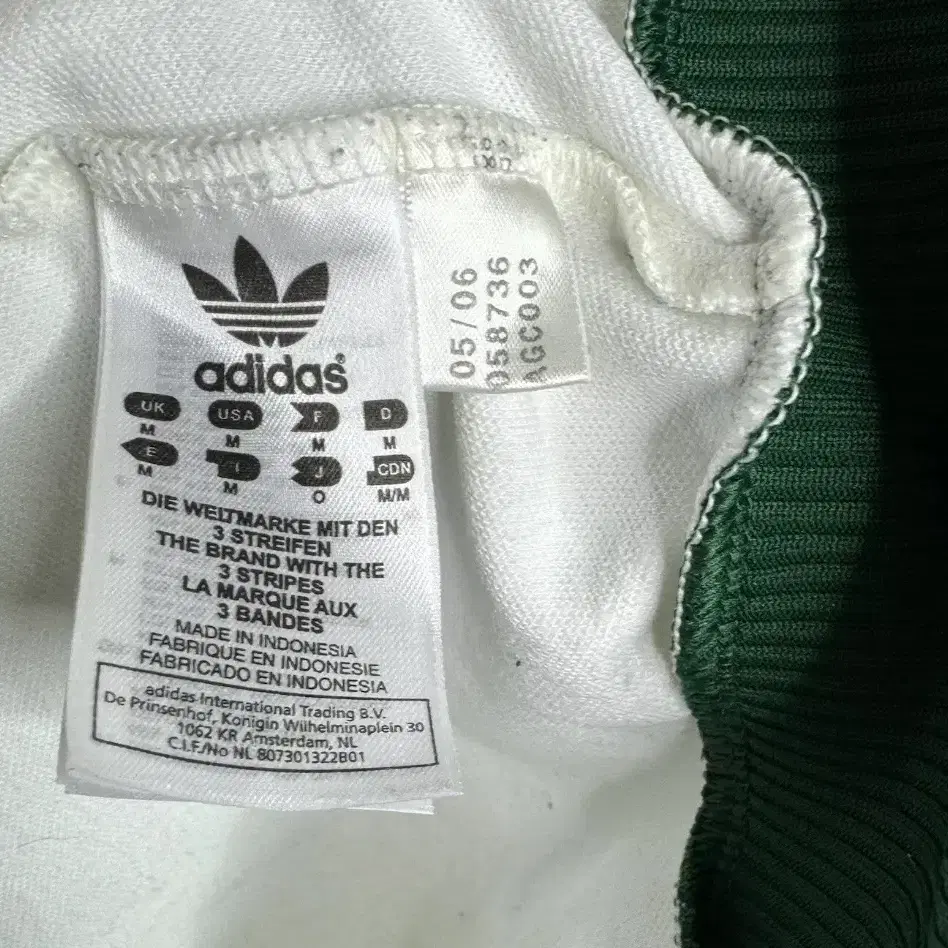 adidas®
UK USA F D
M M M M
E I J CDN
M M O M/M
DIE WELTMARKE MIT DEN
3 STREIFEN
THE BRAND WITH THE
3 STRIPES
LA MARQUE AUX
3 BANDES
MADE IN INDONESIA
FABRIQUE EN INDONESIE
FABRICADO EN INDONESIA
adidas International Trading B.V.
De Prinsenhof, Konigin Wilhelminaplein 30
1062 KR Amsterdam, NL
C.I.F./No NL 807301322B01
05/06
058736
AGC003